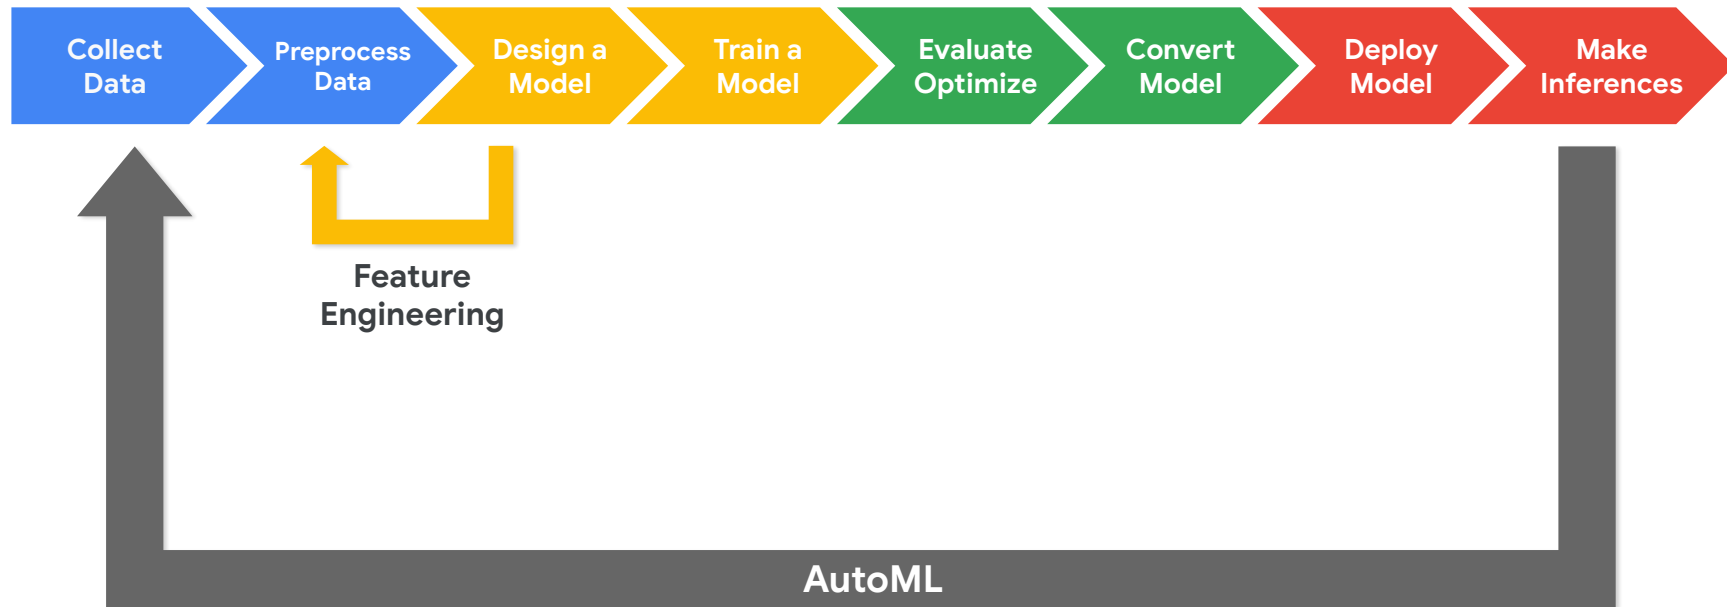 Collect
Data
Preprocess
Data
Design a
Model
Train a
Model
Evaluate
Optimize
Convert
Model
Deploy
Model
Make
Inferences
Feature
Engineering
AutoML